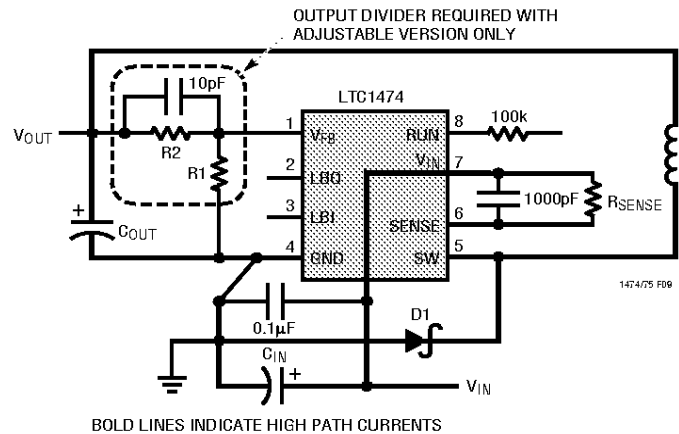 OUTPUT DIVIDER REQUIRED WITH
ADJUSTABLE VERSION ONLY
10pF
LTC1474
VOUT
R2
R1
1
VFB
RUN
8
100k
2
LBO
VIN
7
3
LBI
1000pF
RSENSE
SENSE
6
+
COUT
4
GND
SW
5
1474/75 F09
0.1µF
D1
CIN
+
VIN
BOLD LINES INDICATE HIGH PATH CURRENTS